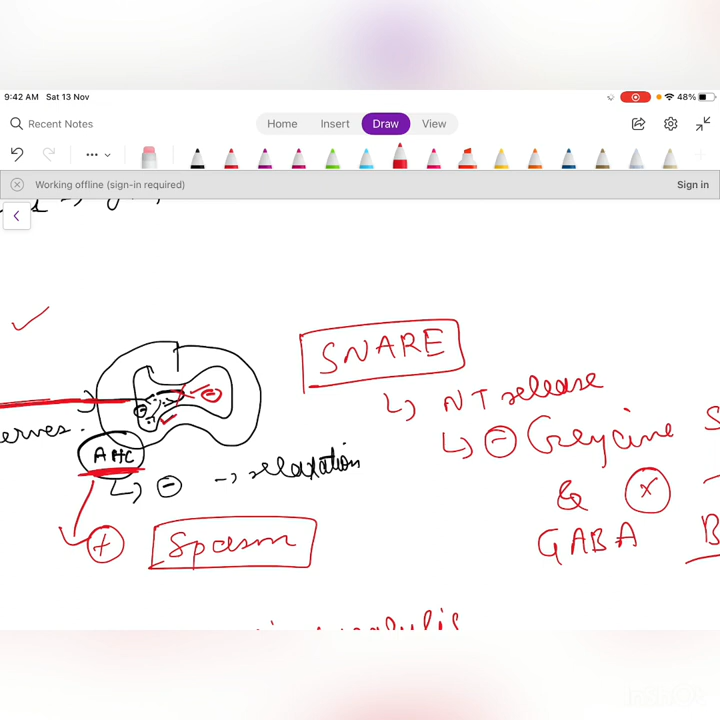 9:42 AM Sat 13 Nov
48%
Recent Notes
Home Insert Draw View
Working offline (sign-in required)
Sign in
SNARE
NT release
⊖ Gleycine
&
GABA
erves.
AHC
⊖ → relaxation
+
Spasm